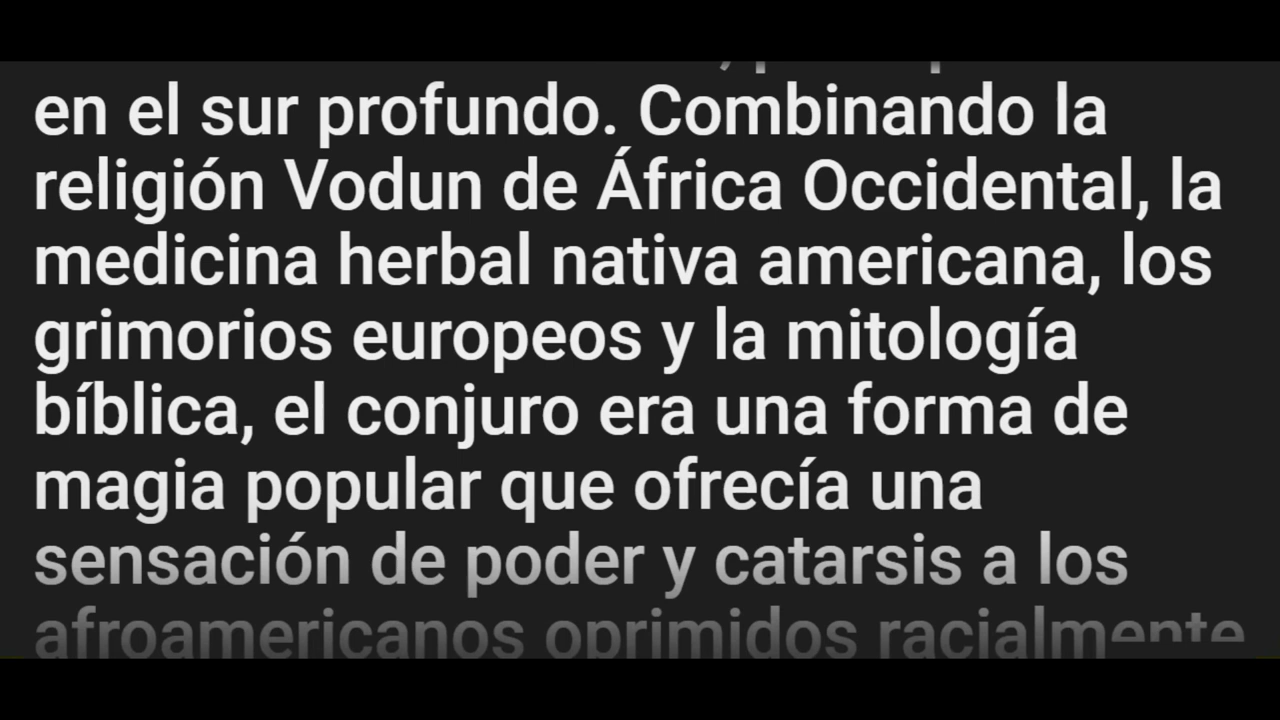 en el sur profundo. Combinando la
religión Vodun de África Occidental, la
medicina herbal nativa americana, los
grimorios europeos y la mitología
bíblica, el conjuro era una forma de
magia popular que ofrecía una
sensación de poder y catarsis a los
afroamericanos oprimidos racialmente